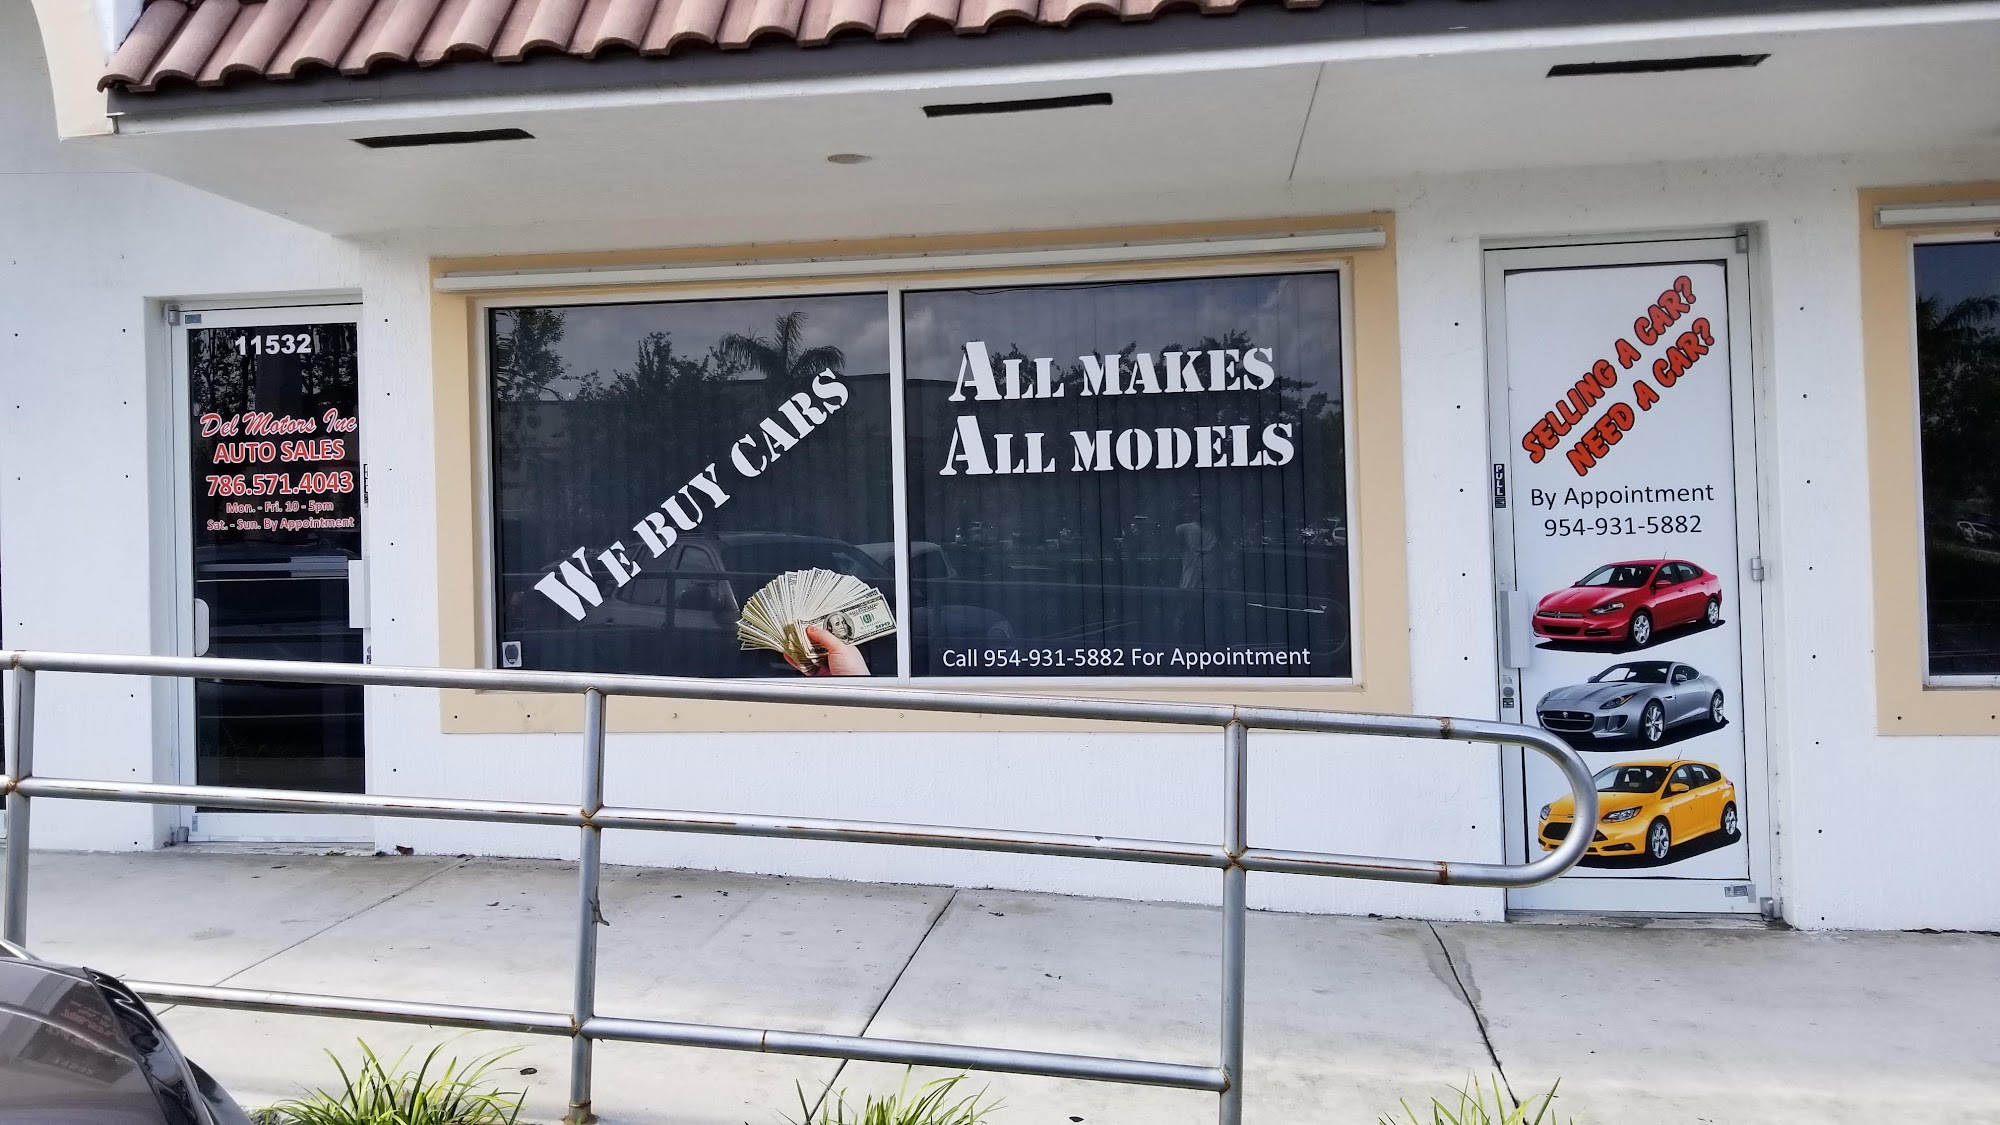 11532
Del Motors Inc
AUTO SALES
786.571.4043
Mon. - Fri. 10 - 5pm
Sat. - Sun. By Appointment
WE BUY CARS
ALL MAKES
ALL MODELS
Call 954-931-5882 For Appointment
PULL
SELLING A CAR?
NEED A CAR?
By Appointment
954-931-5882